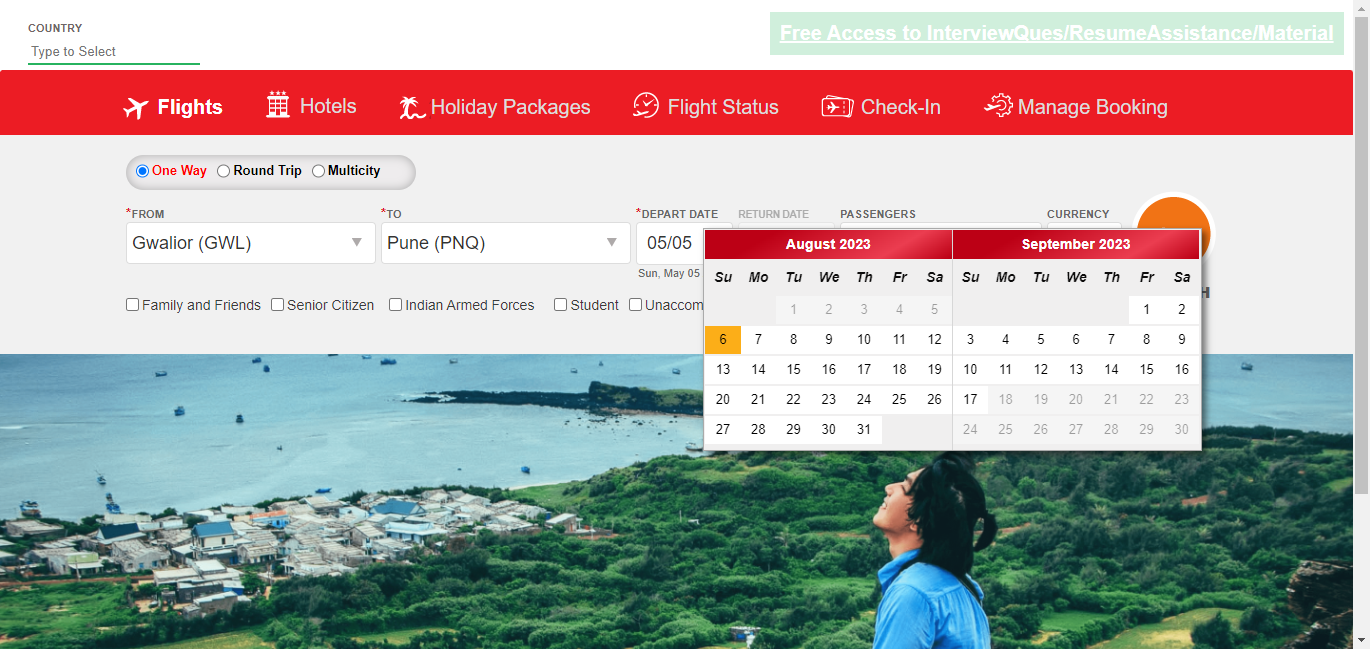 COUNTRY
Type to Select
Free Access to InterviewQues/ResumeAssistance/Material
Flights Hotels Holiday Packages Flight Status Check-In Manage Booking
One Way Round Trip Multicity
*FROM *TO *DEPART DATE RETURN DATE PASSENGERS CURRENCY
Gwalior (GWL) Pune (PNQ) 05/05
Sun, May 05
Family and Friends Senior Citizen Indian Armed Forces Student Unaccom
H
August 2023
Su Mo Tu We Th Fr Sa
1 2 3 4 5
6 7 8 9 10 11 12
13 14 15 16 17 18 19
20 21 22 23 24 25 26
27 28 29 30 31
September 2023
Su Mo Tu We Th Fr Sa
1 2
3 4 5 6 7 8 9
10 11 12 13 14 15 16
17 18 19 20 21 22 23
24 25 26 27 28 29 30